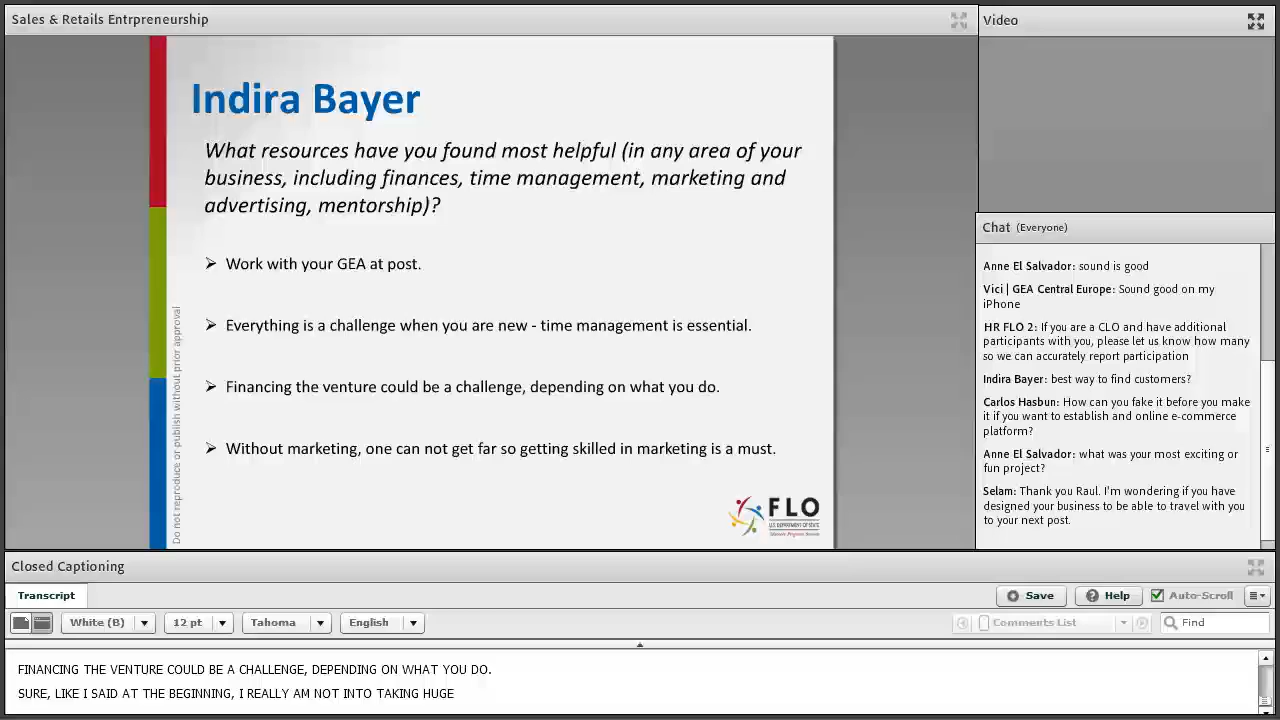 Sales & Retails Entrpreneurship
Indira Bayer
What resources have you found most helpful (in any area of your
business, including finances, time management, marketing and
advertising, mentorship)?
➢ Work with your GEA at post.
➢ Everything is a challenge when you are new - time management is essential.
➢ Financing the venture could be a challenge, depending on what you do.
➢ Without marketing, one can not get far so getting skilled in marketing is a must.
Do not reproduce or publish without prior approval
FLO
U.S. DEPARTMENT OF STATE
Video
Chat (Everyone)
Anne El Salvador: sound is good
Vici | GEA Central Europe: Sound good on my
iPhone
HR FLO 2: If you are a CLO and have additional
participants with you, please let us know how many
so we can accurately report participation
Indira Bayer: best way to find customers?
Carlos Hasbun: How can you fake it before you make
it if you want to establish and online e-commerce
platform?
Anne El Salvador: what was your most exciting or
fun project?
Selam: Thank you Raul. I'm wondering if you have
designed your business to be able to travel with you
to your next post.
Closed Captioning
Transcript
Save
Help
Auto-Scroll
White (B)
12 pt
Tahoma
English
Comments List
Find
FINANCING THE VENTURE COULD BE A CHALLENGE, DEPENDING ON WHAT YOU DO.
SURE, LIKE I SAID AT THE BEGINNING, I REALLY AM NOT INTO TAKING HUGE